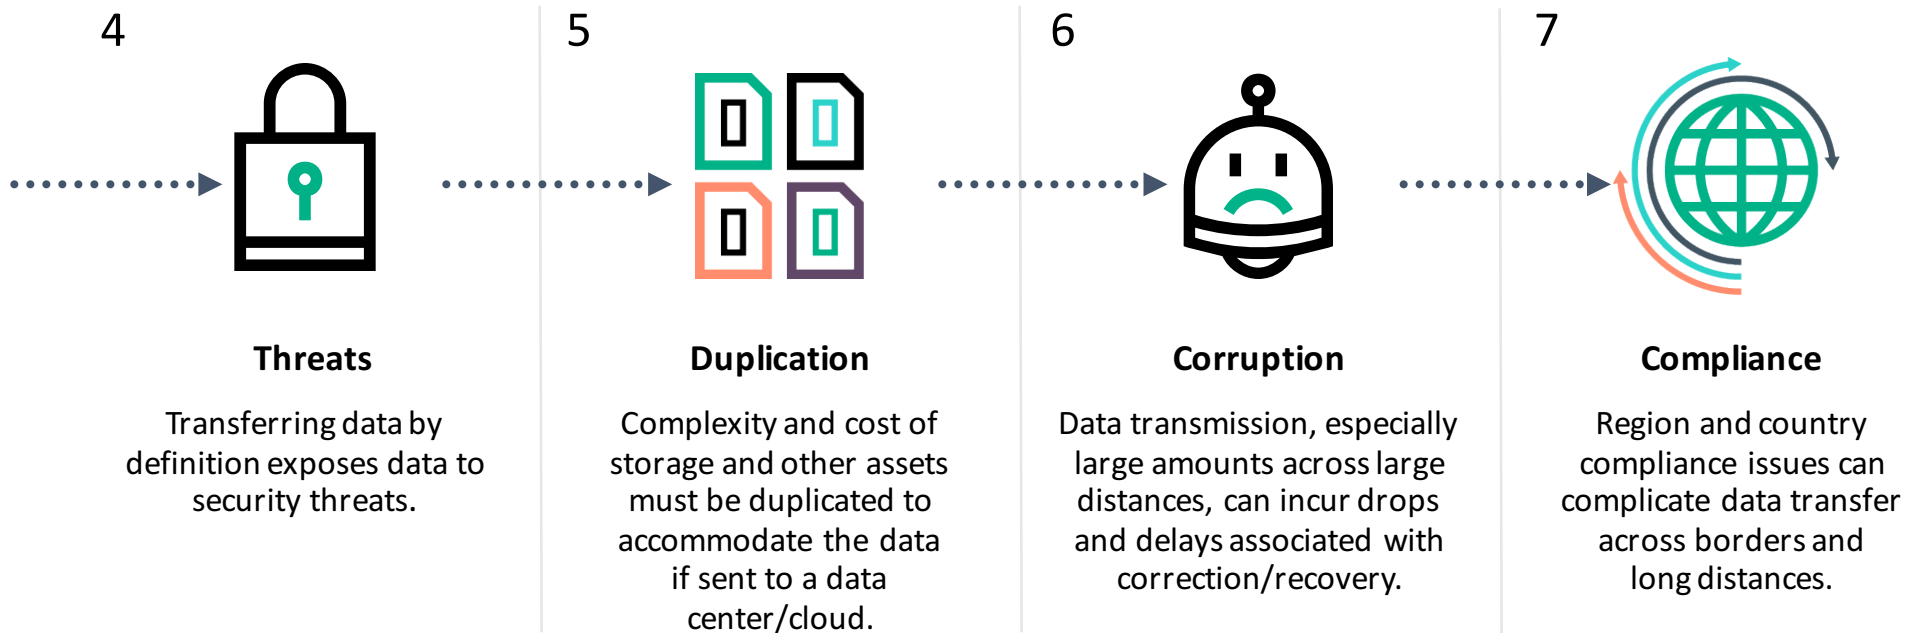 4
Threats
Transferring data by
definition exposes data to
security threats.
5
Duplication
Complexity and cost of
storage and other assets
must be duplicated to
accommodate the data
if sent to a data
center/cloud.
6
Corruption
Data transmission, especially
large amounts across large
distances, can incur drops
and delays associated with
correction/recovery.
7
Compliance
Region and country
compliance issues can
complicate data transfer
across borders and
long distances.